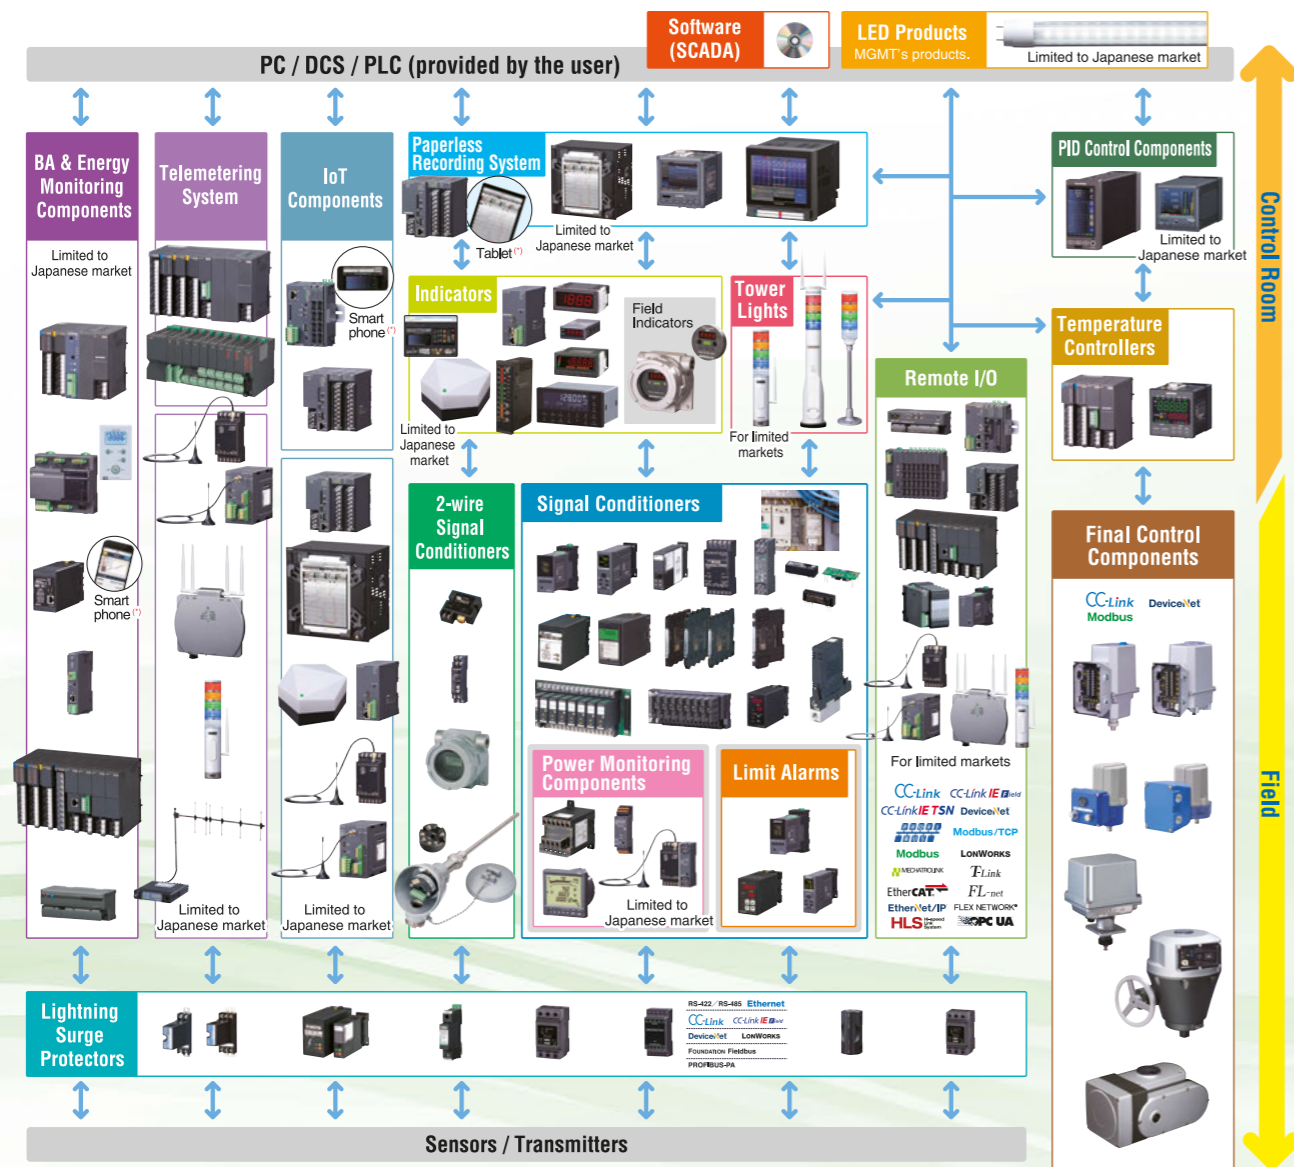 Software
(SCADA)
LED Products
MGMT's products.
Limited to Japanese market
PC / DCS / PLC (provided by the user)
BA & Energy
Monitoring
Components
Limited to
Japanese market
Smart
phone (*)
Telemetering
System
Limited to
Japanese market
IoT
Components
Smart
phone (*)
Limited to
Japanese market
Paperless
Recording System
Tablet (*)
Limited to
Japanese market
Indicators
Limited to
Japanese
market
Field
Indicators
Tower
Lights
For limited
markets
PID Control Components
Limited to
Japanese market
Temperature
Controllers
Control Room
Field
2-wire
Signal
Conditioners
Signal Conditioners
Power Monitoring
Components
Limited to
Japanese market
Limit Alarms
Remote I/O
For limited markets
CC-Link CC-Link IE Field
CC-Link IE TSN DeviceNet
Modbus/TCP
Modbus LONWORKS
MECHATROLINK T-Link
EtherCAT FL-net
EtherNet/IP FLEX NETWORK
HLS Hi-speed Link System OPC UA
Final Control
Components
CC-Link DeviceNet
Modbus
Lightning
Surge
Protectors
RS-422/RS-485 Ethernet
CC-Link CC-Link IE Field
DeviceNet LONWORKS
FOUNDATION Fieldbus
PROFIBUS-PA
Sensors / Transmitters